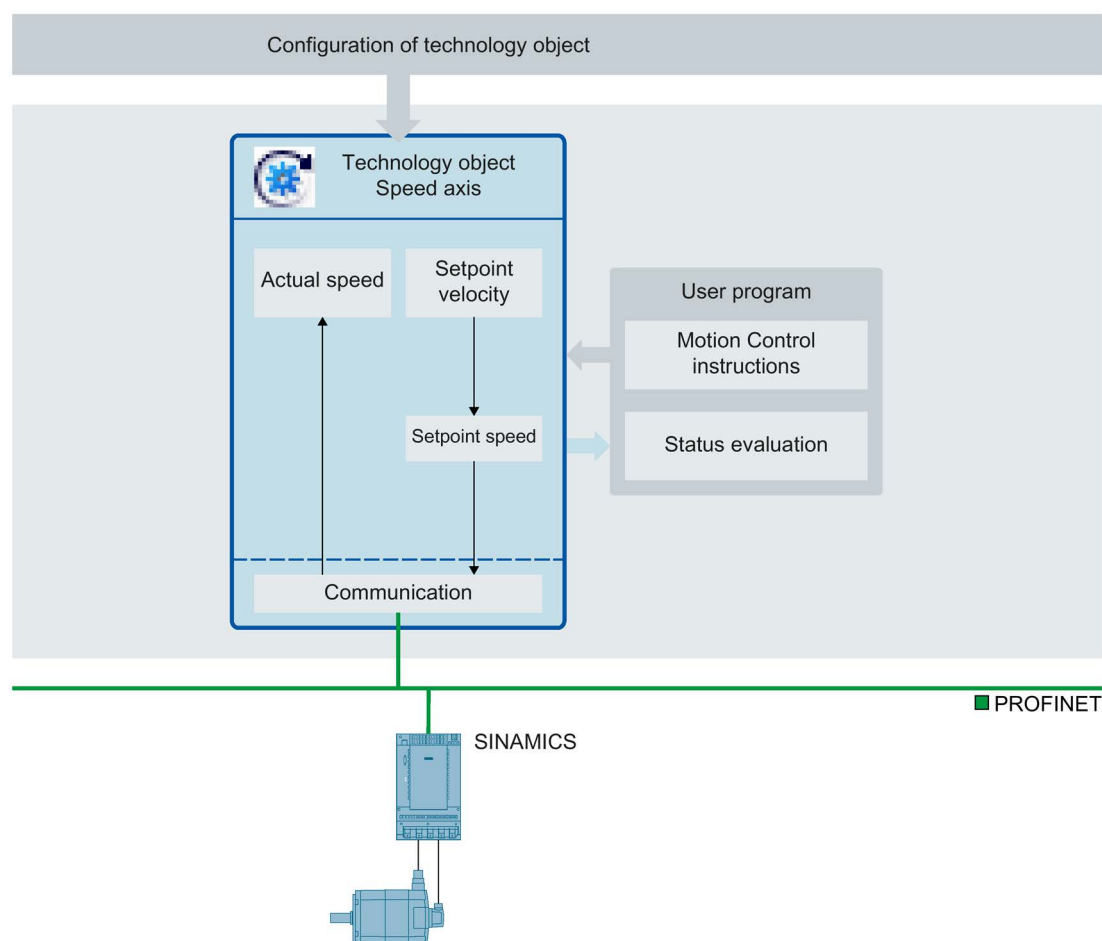 Configuration of technology object
Technology object
Speed axis
Actual speed
Setpoint
velocity
User program
Motion Control
instructions
Setpoint speed
Status evaluation
Communication
PROFINET
SINAMICS